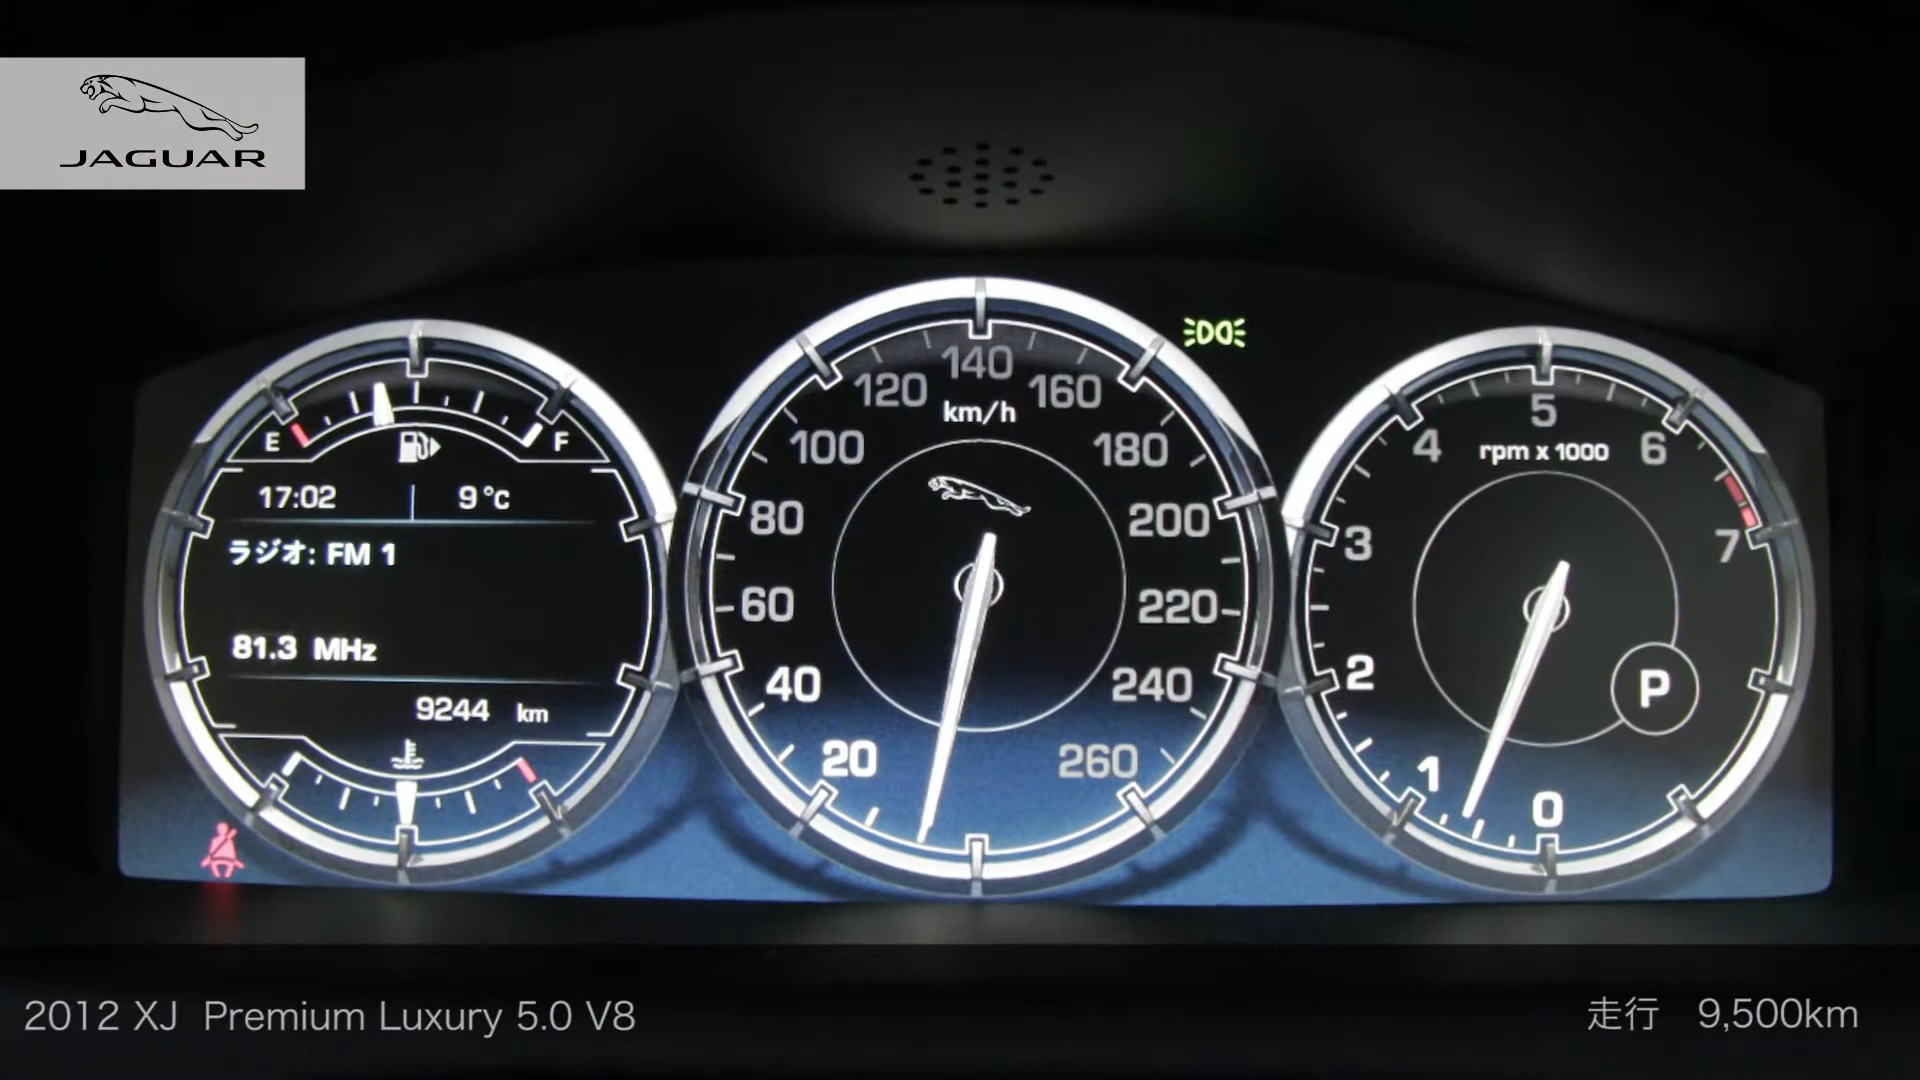 JAGUAR
E F
17:02 9°C
ラジオ: FM 1
81.3 MHz
9244 km
20 40 60 80 100 120 140 160 180 200 220 240 260
km/h
0 1 2 3 4 5 6 7
rpm x 1000
P
2012 XJ Premium Luxury 5.0 V8
走行 9,500km